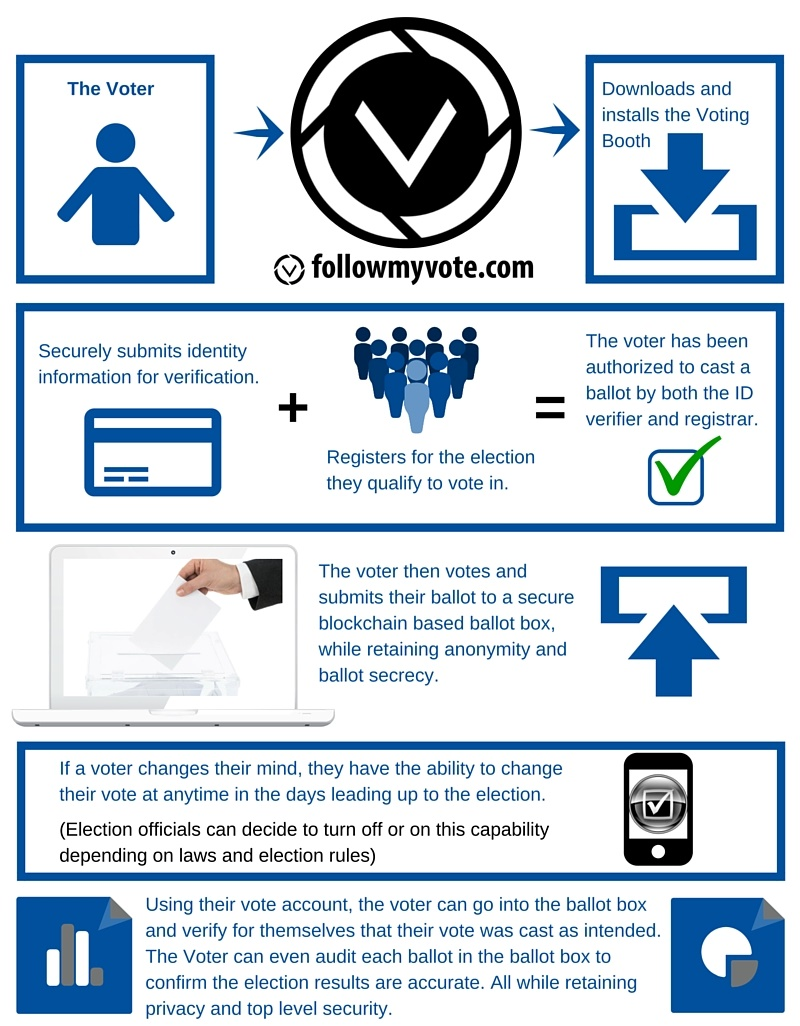 The Voter
followmyvote.com
Downloads and
installs the Voting
Booth
Securely submits identity
information for verification.
+
Registers for the election
they qualify to vote in.
=
The voter has been
authorized to cast a
ballot by both the ID
verifier and registrar.
The voter then votes and
submits their ballot to a secure
blockchain based ballot box,
while retaining anonymity and
ballot secrecy.
If a voter changes their mind, they have the ability to change
their vote at anytime in the days leading up to the election.
(Election officials can decide to turn off or on this capability
depending on laws and election rules)
Using their vote account, the voter can go into the ballot box
and verify for themselves that their vote was cast as intended.
The Voter can even audit each ballot in the ballot box to
confirm the election results are accurate. All while retaining
privacy and top level security.